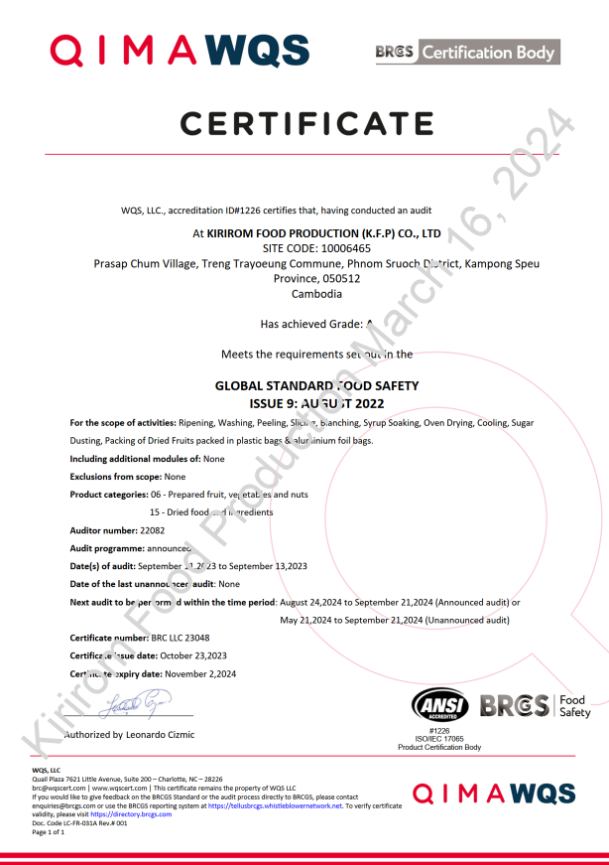 QIMAWQS
BRCGS Certification Body
CERTIFICATE
WQS, LLC., accreditation ID#1226 certifies that, having conducted an audit
At KIRIROM FOOD PRODUCTION (K.F.P) CO., LTD
SITE CODE: 10006465
Prasap Chum Village, Treng Trayoeung Commune, Phnom Sruoch District, Kampong Speu
Province, 050512
Cambodia
Has achieved Grade: A
Meets the requirements set out in the
GLOBAL STANDARD FOOD SAFETY
ISSUE 9: AUGUST 2022
For the scope of activities: Ripening, Washing, Peeling, Slicing, Blanching, Syrup Soaking, Oven Drying, Cooling, Sugar
Dusting, Packing of Dried Fruits packed in plastic bags & aluminium foil bags.
Including additional modules of: None
Exclusions from scope: None
Product categories: 06 - Prepared fruit, vegetables and nuts
15 - Dried food and ingredients
Auditor number: 22082
Audit programme: announced
Date(s) of audit: September ,2023 to September 13,2023
Date of the last unannounced audit: None
Next audit to be performed within the time period: August 24,2024 to September 21,2024 (Announced audit) or
May 21,2024 to September 21,2024 (Unannounced audit)
Certificate number: BRC LLC 23048
Certificate issue date: October 23,2023
Certificate expiry date: November 2,2024
Authorized by Leonardo Cizmic
ANSI
ACCREDITED
#1226
ISO/IEC 17065
Product Certification Body
BRCGS Food
Safety
WQS, LLC
Quail Plaza 7621 Little Avenue, Suite 200 – Charlotte, NC – 28226
brc@wqscert.com | www.wqscert.com | This certificate remains the property of WQS LLC
If you would like to give feedback on the BRCGS Standard or the audit process directly to BRCGS, please contact
enquiries@brcgs.com or use the BRCGS reporting system at https://tellusbrcgs.whistleblowernetwork.net. To verify certificate
validity, please visit https://directory.brcgs.com
Doc. Code LC-FR-031A Rev.# 001
Page 1 of 1
QIMAWQS
Kirirom Food Production March 16, 2024